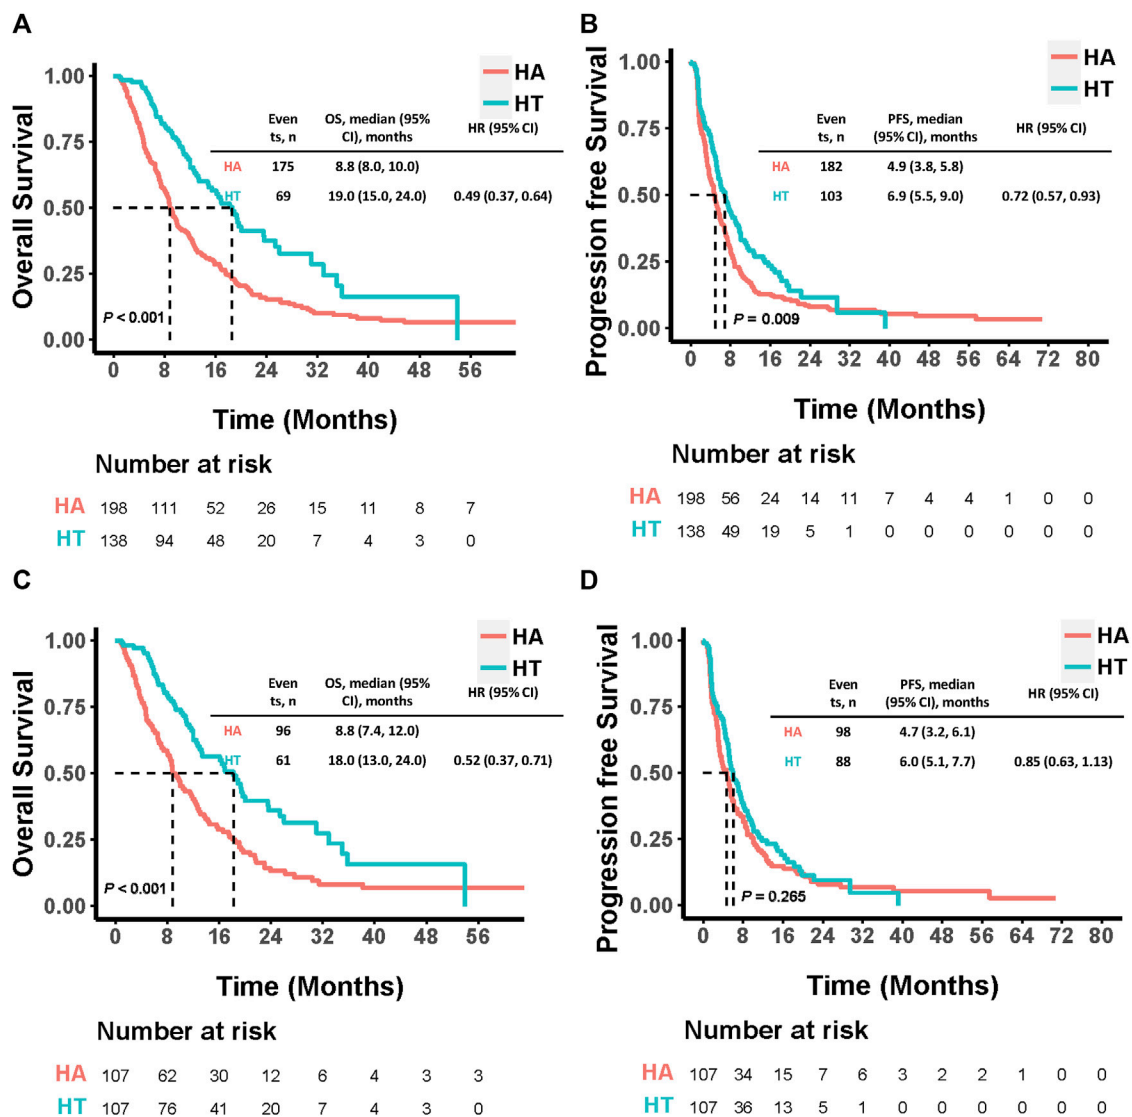 A
HA
HT
Even
ts, n
OS, median (95%
CI), months
HR (95% CI)
HA 175 8.8 (8.0, 10.0)
HT 69 19.0 (15.0, 24.0) 0.49 (0.37, 0.64)
Overall Survival
1.00
0.75
0.50
0.25
0.00
P < 0.001
0 8 16 24 32 40 48 56
Time (Months)
Number at risk
HA 198 111 52 26 15 11 8 7
HT 138 94 48 20 7 4 3 0
B
HA
HT
Even
ts, n
PFS, median
(95% CI), months
HR (95% CI)
HA 182 4.9 (3.8, 5.8)
HT 103 6.9 (5.5, 9.0) 0.72 (0.57, 0.93)
Progression free Survival
1.00
0.75
0.50
0.25
0.00
P = 0.009
0 8 16 24 32 40 48 56 64 72 80
Time (Months)
Number at risk
HA 198 56 24 14 11 7 4 4 1 0 0
HT 138 49 19 5 1 0 0 0 0 0 0
C
HA
HT
Even
ts, n
OS, median (95%
CI), months
HR (95% CI)
HA 96 8.8 (7.4, 12.0)
HT 61 18.0 (13.0, 24.0) 0.52 (0.37, 0.71)
Overall Survival
1.00
0.75
0.50
0.25
0.00
P < 0.001
0 8 16 24 32 40 48 56
Time (Months)
Number at risk
HA 107 62 30 12 6 4 3 3
HT 107 76 41 20 7 4 3 0
D
HA
HT
Even
ts, n
PFS, median
(95% CI), months
HR (95% CI)
HA 98 4.7 (3.2, 6.1)
HT 88 6.0 (5.1, 7.7) 0.85 (0.63, 1.13)
Progression free Survival
1.00
0.75
0.50
0.25
0.00
P = 0.265
0 8 16 24 32 40 48 56 64 72 80
Time (Months)
Number at risk
HA 107 34 15 7 6 3 2 2 1 0 0
HT 107 36 13 5 1 0 0 0 0 0 0